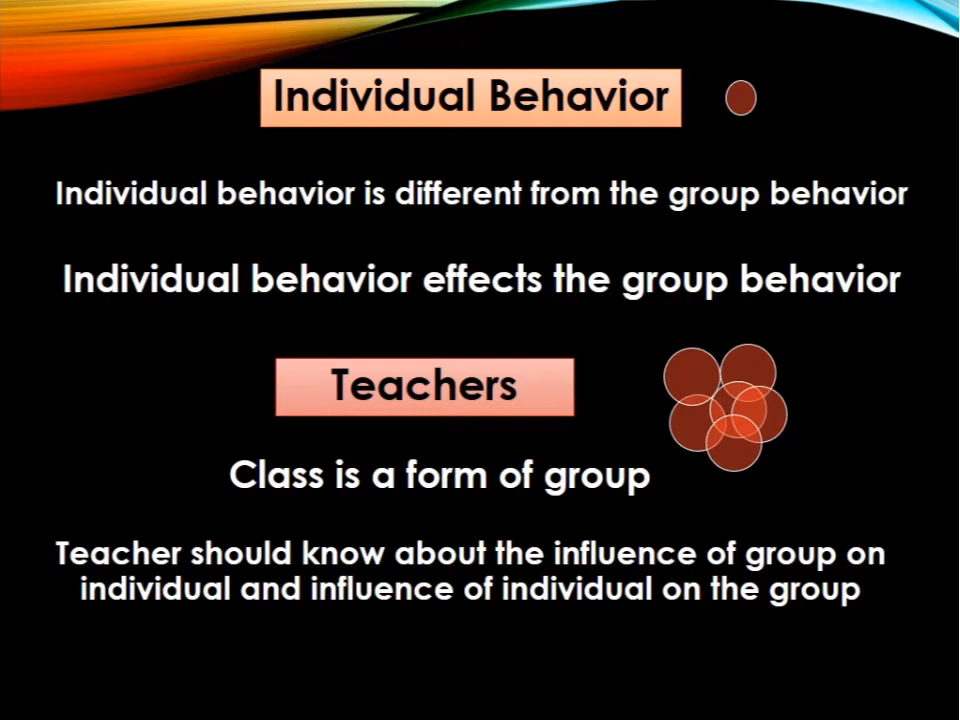 Individual Behavior
Individual behavior is different from the group behavior
Individual behavior effects the group behavior
Teachers
Class is a form of group
Teacher should know about the influence of group on
individual and influence of individual on the group